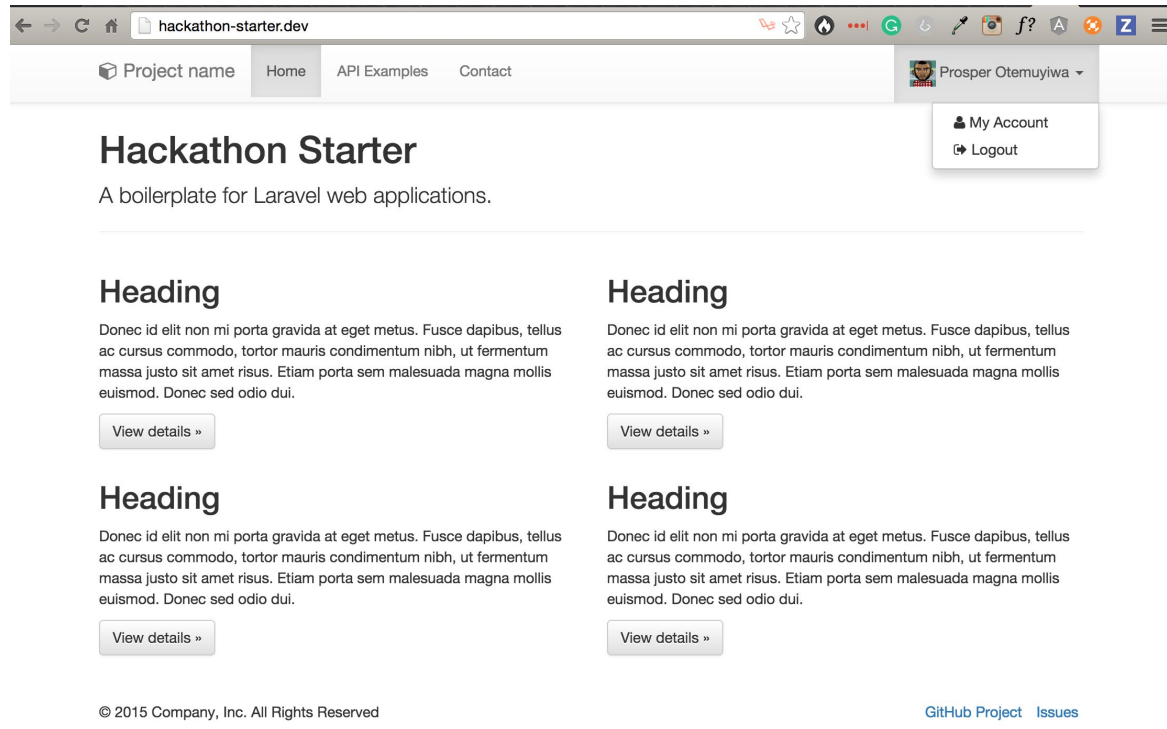 hackathon-starter.dev
f?
Z
Project name
Home
API Examples
Contact
Prosper Otemuyiwa
My Account
Logout
Hackathon Starter
A boilerplate for Laravel web applications.
Heading
Donec id elit non mi porta gravida at eget metus. Fusce dapibus, tellus
ac cursus commodo, tortor mauris condimentum nibh, ut fermentum
massa justo sit amet risus. Etiam porta sem malesuada magna mollis
euismod. Donec sed odio dui.
View details »
Heading
Donec id elit non mi porta gravida at eget metus. Fusce dapibus, tellus
ac cursus commodo, tortor mauris condimentum nibh, ut fermentum
massa justo sit amet risus. Etiam porta sem malesuada magna mollis
euismod. Donec sed odio dui.
View details »
Heading
Donec id elit non mi porta gravida at eget metus. Fusce dapibus, tellus
ac cursus commodo, tortor mauris condimentum nibh, ut fermentum
massa justo sit amet risus. Etiam porta sem malesuada magna mollis
euismod. Donec sed odio dui.
View details »
Heading
Donec id elit non mi porta gravida at eget metus. Fusce dapibus, tellus
ac cursus commodo, tortor mauris condimentum nibh, ut fermentum
massa justo sit amet risus. Etiam porta sem malesuada magna mollis
euismod. Donec sed odio dui.
View details »
© 2015 Company, Inc. All Rights Reserved
GitHub Project
Issues